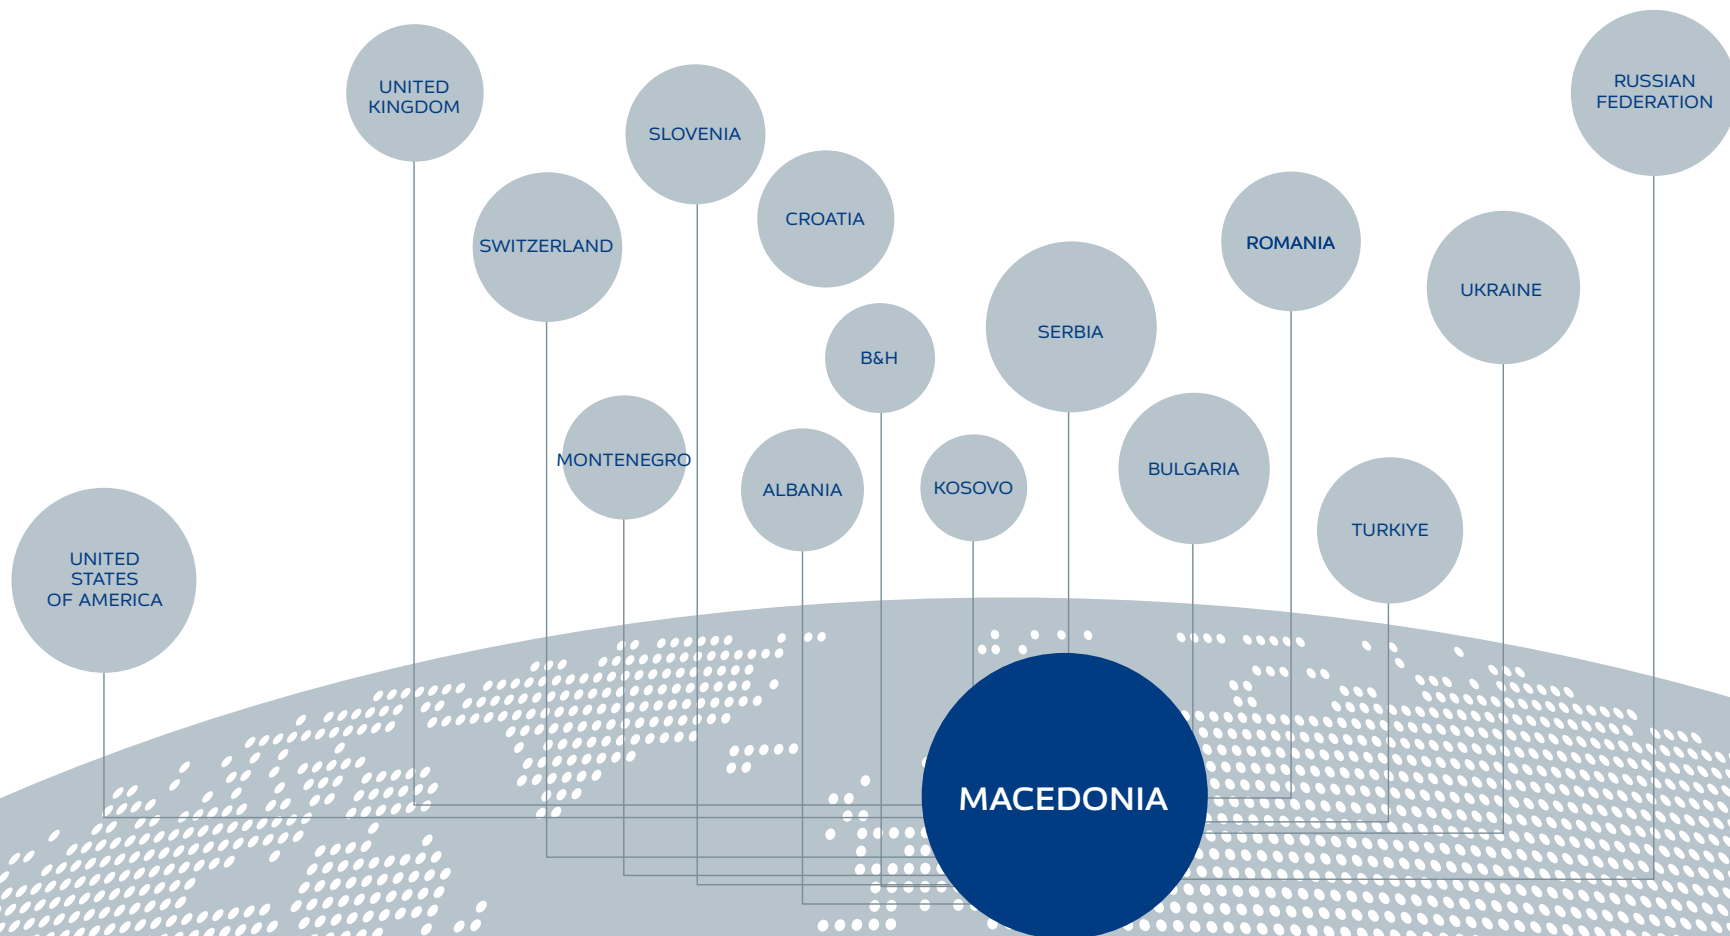 UNITED
KINGDOM
RUSSIAN
FEDERATION
SLOVENIA
CROATIA
SWITZERLAND
ROMANIA
UKRAINE
SERBIA
B&H
MONTENEGRO
ALBANIA
KOSOVO
BULGARIA
TURKIYE
UNITED
STATES
OF AMERICA
MACEDONIA